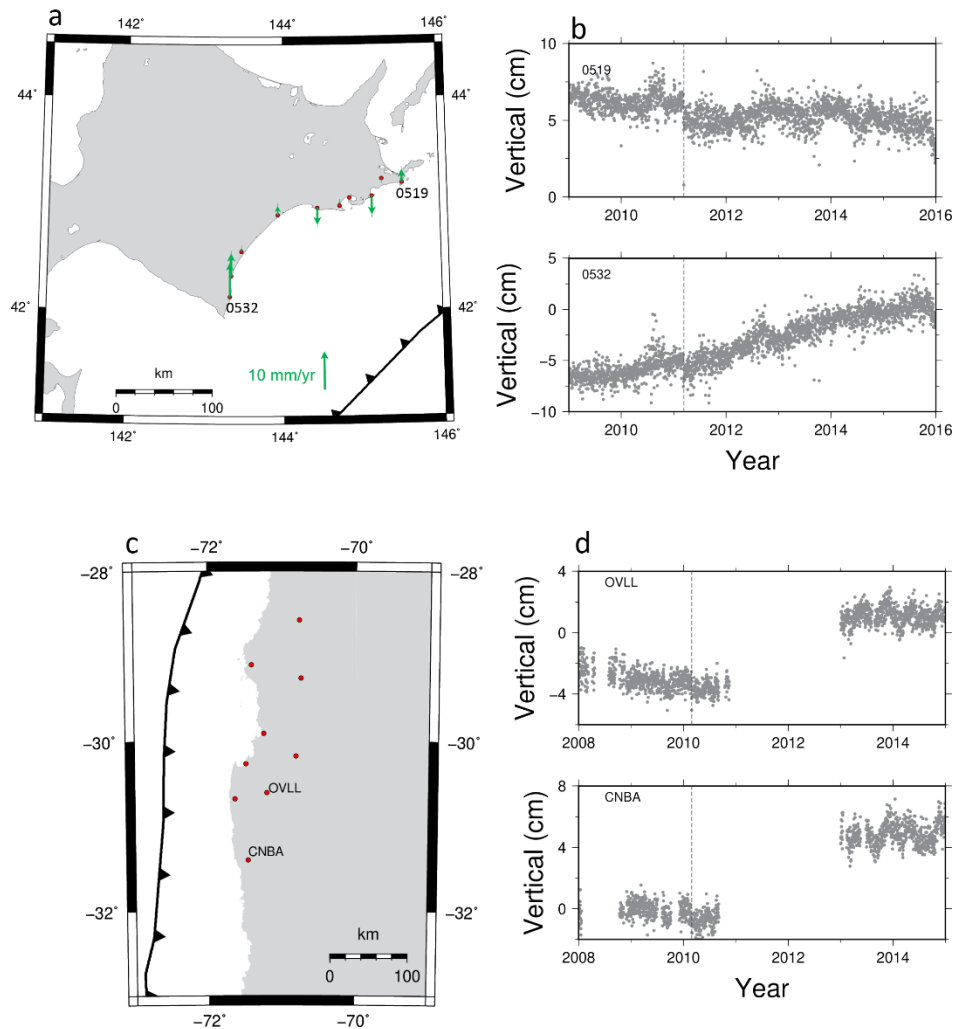 a
142˚ 144˚ 146˚
44˚ 44˚
0519
42˚ 0532 42˚
10 mm/yr
km
0 100
142˚ 144˚ 146˚
b
10
0519
5
0
Vertical (cm)
2010 2012 2014 2016
5
0532
0
−5
−10
Vertical (cm)
2010 2012 2014 2016
Year
c
−72˚ −70˚
−28˚ −28˚
−30˚ −30˚
OVLL
CNBA
−32˚ −32˚
km
0 100
−72˚ −70˚
d
4
OVLL
0
−4
Vertical (cm)
2008 2010 2012 2014
8
CNBA
4
0
Vertical (cm)
2008 2010 2012 2014
Year